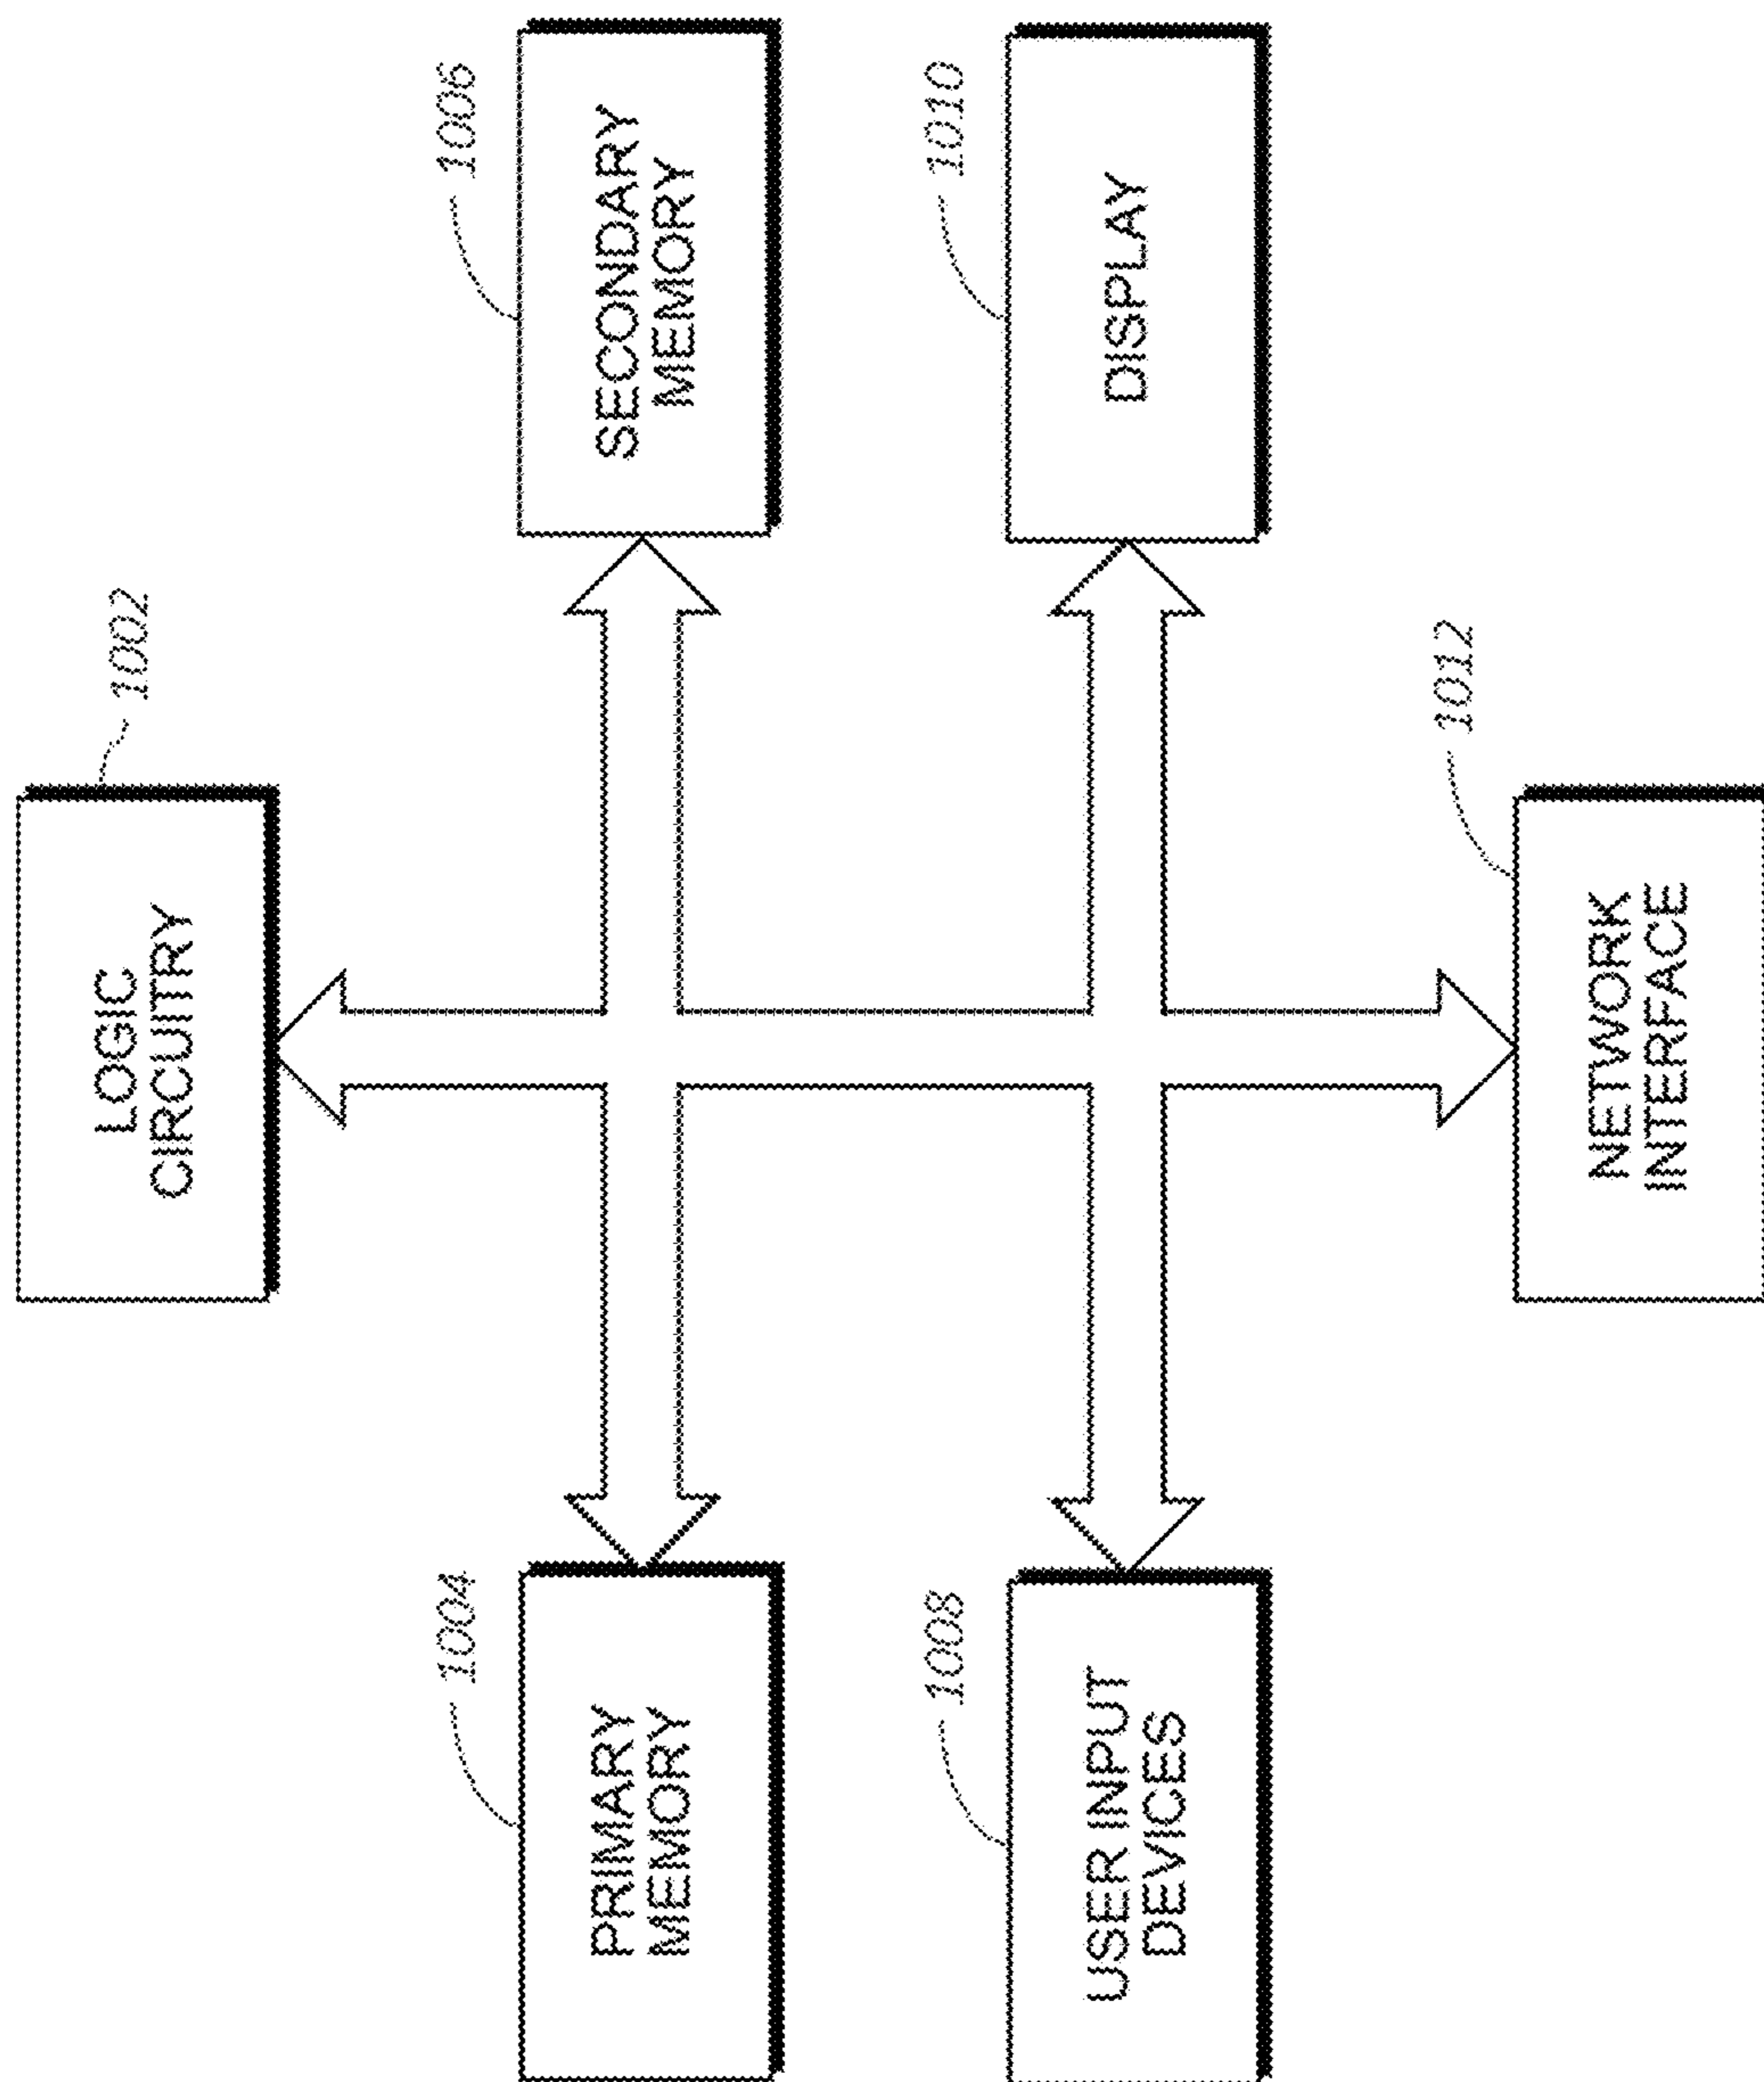 LOGIC
CIRCUITRY
1002
1004
PRIMARY
MEMORY
1006
SECONDARY
MEMORY
1008
USER INPUT
DEVICES
1010
DISPLAY
1012
NETWORK
INTERFACE